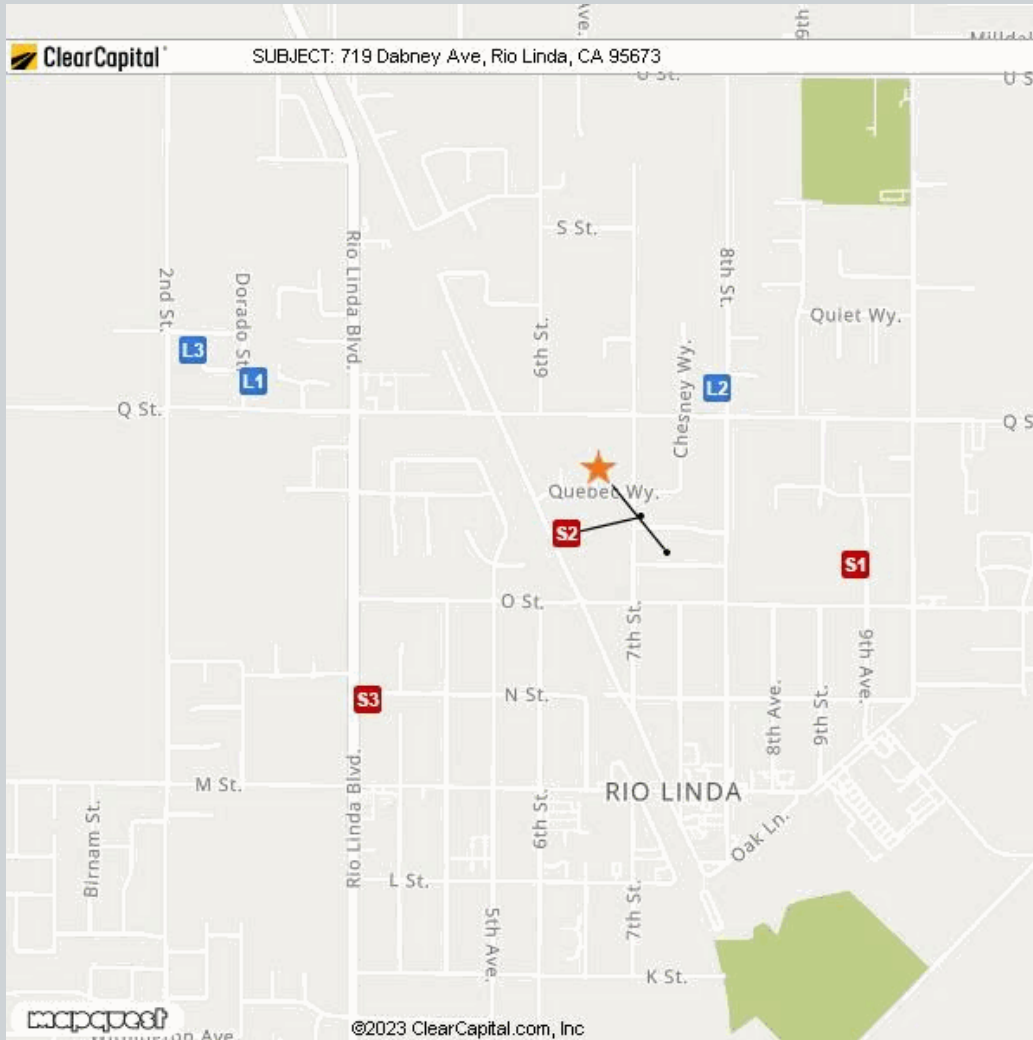 Ave.
9th
Milldal
ClearCapital
SUBJECT: 719 Dabney Ave, Rio Linda, CA 95673
U St.
U S
S St.
Rio Linda Blvd.
8th St.
2nd St.
Dorado St.
Quiet Wy.
6th St.
L3
Chesney Wy.
L1
L2
Q St.
Q S
Quebec Wy.
S2
S1
O St.
7th St.
9th Ave.
S3
N St.
8th Ave.
9th St.
Rio Linda Blvd.
M St.
RIO LINDA
6th St.
Birnam St.
Oak Ln.
L St.
7th St.
5th Ave.
K St.
mapquest
©2023 ClearCapital.com, Inc